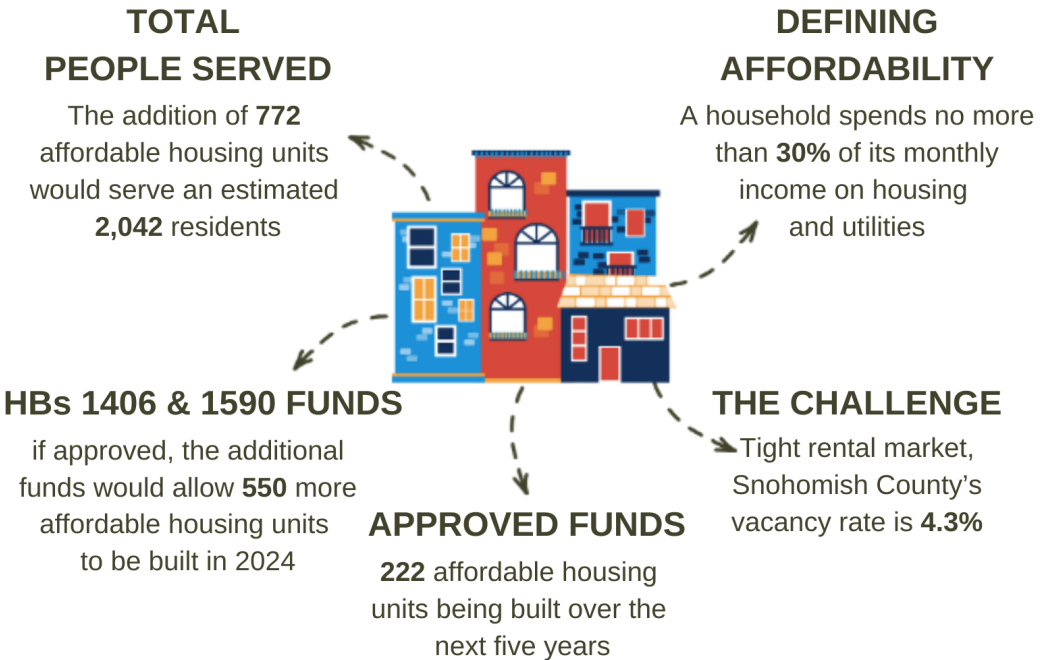 TOTAL
PEOPLE SERVED
The addition of 772
affordable housing units
would serve an estimated
2,042 residents
DEFINING
AFFORDABILITY
A household spends no more
than 30% of its monthly
income on housing
and utilities
HBs 1406 & 1590 FUNDS
if approved, the additional
funds would allow 550 more
affordable housing units
to be built in 2024
APPROVED FUNDS
222 affordable housing
units being built over the
next five years
THE CHALLENGE
Tight rental market,
Snohomish County’s
vacancy rate is 4.3%